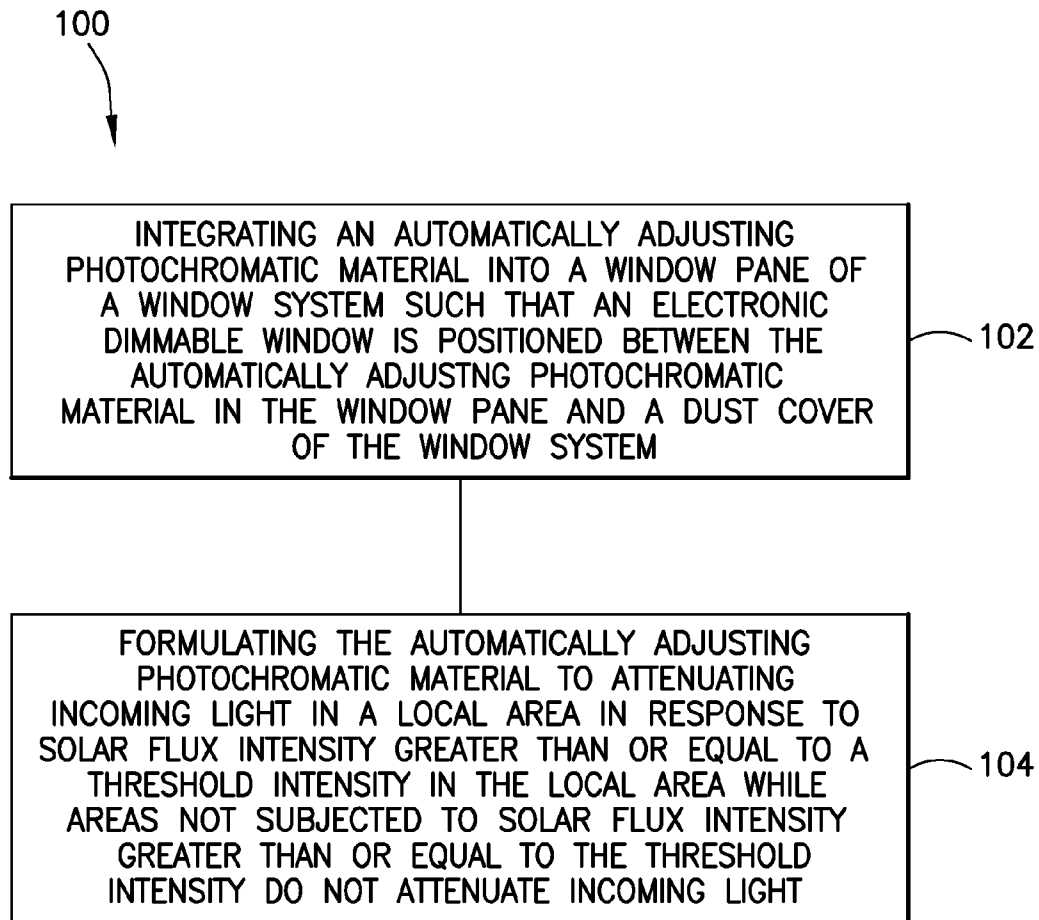 100
INTEGRATING AN AUTOMATICALLY ADJUSTING
PHOTOCHROMATIC MATERIAL INTO A WINDOW PANE OF
A WINDOW SYSTEM SUCH THAT AN ELECTRONIC
DIMMABLE WINDOW IS POSITIONED BETWEEN THE
AUTOMATICALLY ADJUSTNG PHOTOCHROMATIC
MATERIAL IN THE WINDOW PANE AND A DUST COVER
OF THE WINDOW SYSTEM
102
FORMULATING THE AUTOMATICALLY ADJUSTING
PHOTOCHROMATIC MATERIAL TO ATTENUATING
INCOMING LIGHT IN A LOCAL AREA IN RESPONSE TO
SOLAR FLUX INTENSITY GREATER THAN OR EQUAL TO A
THRESHOLD INTENSITY IN THE LOCAL AREA WHILE
AREAS NOT SUBJECTED TO SOLAR FLUX INTENSITY
GREATER THAN OR EQUAL TO THE THRESHOLD
INTENSITY DO NOT ATTENUATE INCOMING LIGHT
104